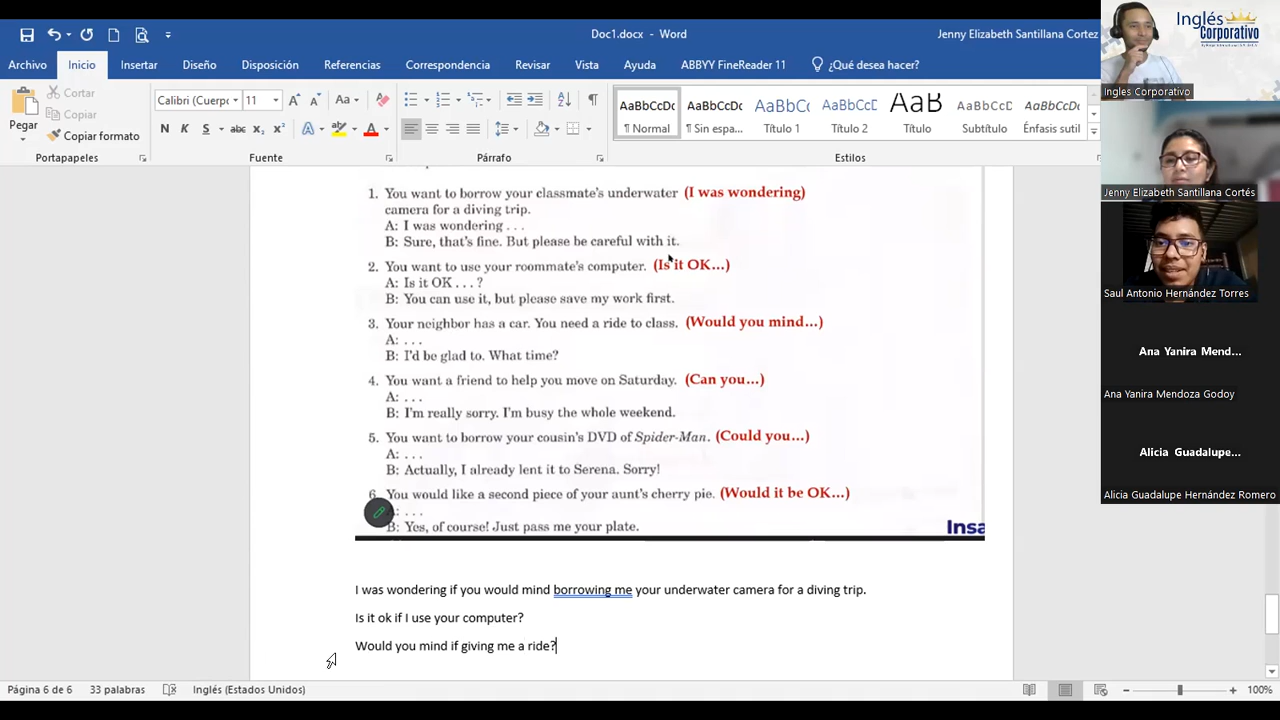 Doc1.docx - Word
Jenny Elizabeth Santillana Cortez
Archivo Inicio Insertar Diseño Disposición Referencias Correspondencia Revisar Vista Ayuda ABBYY FineReader 11 ¿Qué desea hacer?
Pegar
Cortar
Copiar
Copiar formato
Portapapeles
Calibri (Cuerpo 11
Fuente
Párrafo
AaBbCcDc AaBbCcDc AaBbCc AaBbCcD AaB AaBbCcD AaBbCcDc
¶ Normal ¶ Sin espa... Título 1 Título 2 Título Subtítulo Énfasis sutil
Estilos
1. You want to borrow your classmate's underwater (I was wondering)
camera for a diving trip.
A: I was wondering . . .
B: Sure, that's fine. But please be careful with it.
2. You want to use your roommate's computer. (Is it OK...)
A: Is it OK . . . ?
B: You can use it, but please save my work first.
3. Your neighbor has a car. You need a ride to class. (Would you mind...)
A: . . .
B: I'd be glad to. What time?
4. You want a friend to help you move on Saturday. (Can you...)
A: . . .
B: I'm really sorry. I'm busy the whole weekend.
5. You want to borrow your cousin's DVD of Spider-Man. (Could you...)
A: . . .
B: Actually, I already lent it to Serena. Sorry!
6. You would like a second piece of your aunt's cherry pie. (Would it be OK...)
: . . .
B: Yes, of course! Just pass me your plate.
Insa
I was wondering if you would mind borrowing me your underwater camera for a diving trip.
Is it ok if I use your computer?
Would you mind if giving me a ride?
Página 6 de 6 33 palabras Inglés (Estados Unidos) 100%
Inglés
Corporativo
Ingles Corporativo
Jenny Elizabeth Santillana Cortés
Saul Antonio Hernández Torres
Ana Yanira Mend...
Ana Yanira Mendoza Godoy
Alicia Guadalupe...
Alicia Guadalupe Hernández Romero